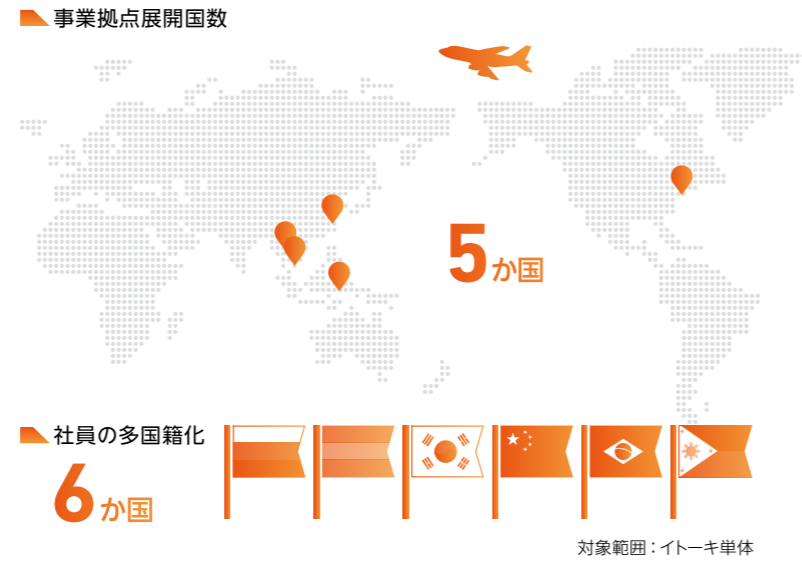 事業拠点展開国数
5か国
社員の多国籍化
6か国
対象範囲：イトーキ単体